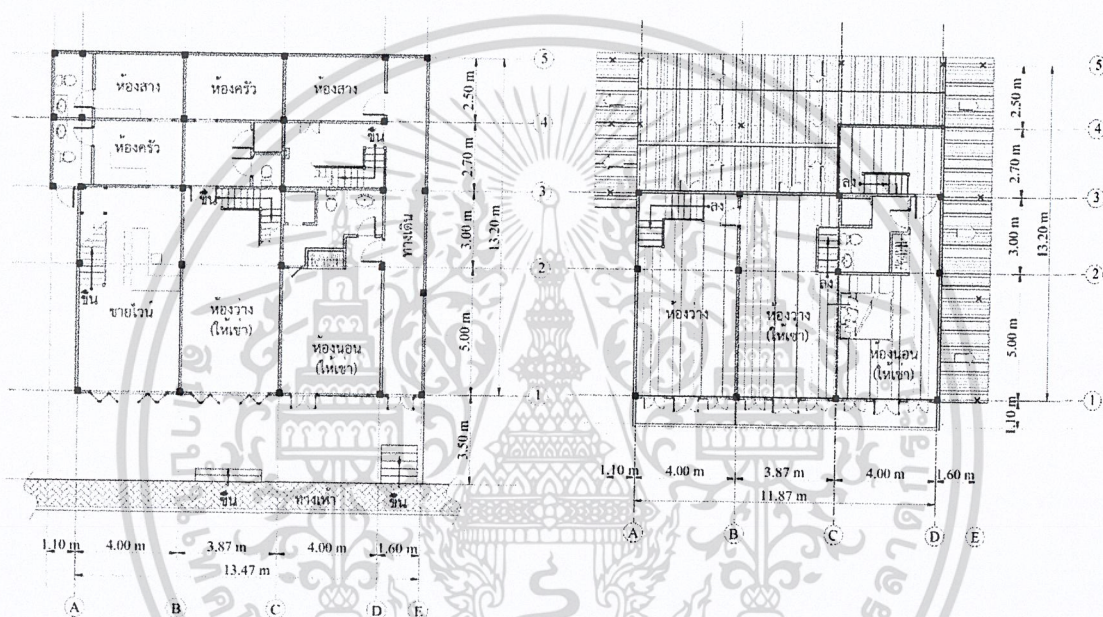 ห้องสาง
ห้องครัว
ห้องสาง
ห้องครัว
ขึ้น
ขึ้น
ขึ้น
ขายไวน์
ห้องว่าง
(ให้เช่า)
ห้องนอน
(ให้เช่า)
ทางเดิน
ขึ้น
ทางเท้า
ขึ้น
5
4
3
2
1
2.50 m
2.70 m
3.00 m
5.00 m
3.50 m
13.20 m
1.10 m
4.00 m
3.87 m
4.00 m
1.60 m
13.47 m
A
B
C
D
E
ลง
ลง
ลง
ห้องว่าง
ห้องว่าง
(ให้เช่า)
ห้องนอน
(ให้เช่า)
5
4
3
2
1
2.50 m
2.70 m
3.00 m
5.00 m
1.10 m
13.20 m
1.10 m
4.00 m
3.87 m
4.00 m
1.60 m
11.87 m
A
B
C
D
E